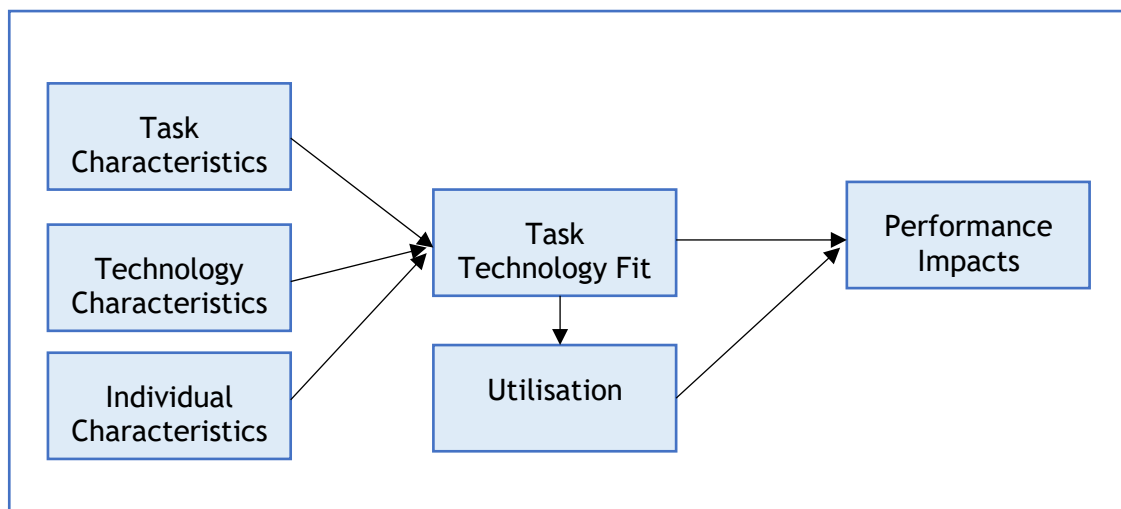 Task
Characteristics
Technology
Characteristics
Individual
Characteristics
Task
Technology Fit
Utilisation
Performance
Impacts